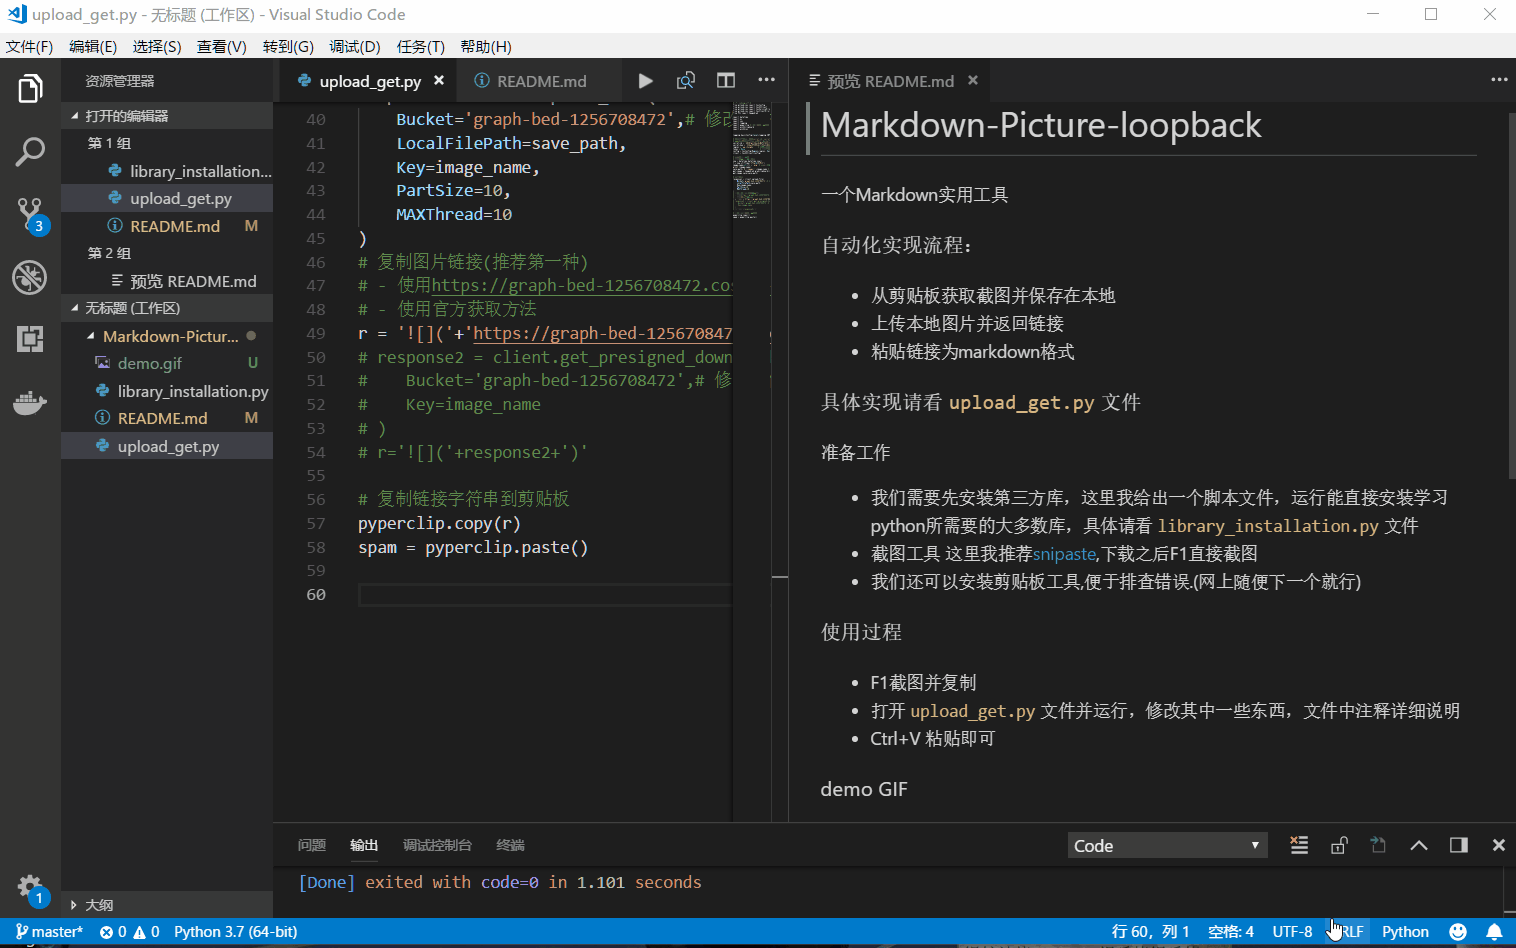 upload_get.py - 无标题 (工作区) - Visual Studio Code
文件(F) 编辑(E) 选择(S) 查看(V) 转到(G) 调试(D) 任务(T) 帮助(H)
资源管理器
打开的编辑器
第 1 组
library_installation...
upload_get.py
README.md M
第 2 组
预览 README.md
无标题 (工作区)
Markdown-Pictur...
demo.gif U
library_installation.py
README.md M
upload_get.py
大纲
3
1
upload_get.py
README.md
40 Bucket='graph-bed-1256708472',# 修改
41 LocalFilePath=save_path,
42 Key=image_name,
43 PartSize=10,
44 MAXThread=10
45 )
46 # 复制图片链接(推荐第一种)
47 # - 使用https://graph-bed-1256708472.cos
48 # - 使用官方获取方法
49 r = '![]('+'https://graph-bed-125670847
50 # response2 = client.get_presigned_down
51 # Bucket='graph-bed-1256708472',# 修
52 # Key=image_name
53 # )
54 # r='![]('+response2+')'
55
56 # 复制链接字符串到剪贴板
57 pyperclip.copy(r)
58 spam = pyperclip.paste()
59
60
预览 README.md
Markdown-Picture-loopback
一个Markdown实用工具
自动化实现流程：
• 从剪贴板获取截图并保存在本地
• 上传本地图片并返回链接
• 粘贴链接为markdown格式
具体实现请看 upload_get.py 文件
准备工作
• 我们需要先安装第三方库，这里我给出一个脚本文件，运行能直接安装学习
python所需要的大多数库，具体请看 library_installation.py 文件
• 截图工具 这里我推荐snipaste,下载之后F1直接截图
• 我们还可以安装剪贴板工具,便于排查错误.(网上随便下一个就行)
使用过程
• F1截图并复制
• 打开 upload_get.py 文件并运行，修改其中一些东西，文件中注释详细说明
• Ctrl+V 粘贴即可
demo GIF
问题 输出 调试控制台 终端
Code
[Done] exited with code=0 in 1.101 seconds
master* 0 0 Python 3.7 (64-bit)
行 60，列 1 空格: 4 UTF-8 RLF Python